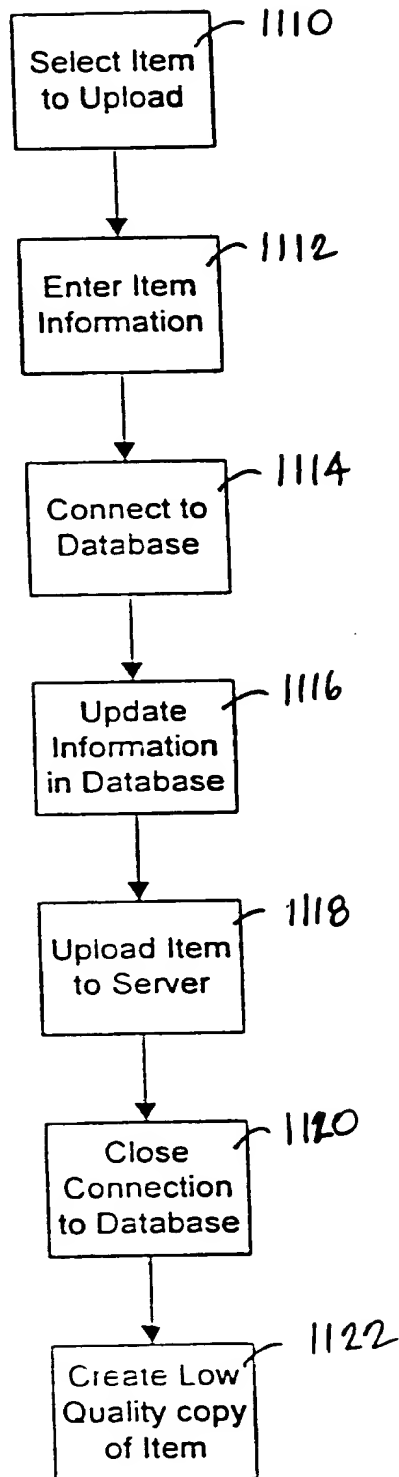 1110
Select Item
to Upload
1112
Enter Item
Information
1114
Connect to
Database
1116
Update
Information
in Database
1118
Upload Item
to Server
1120
Close
Connection
to Database
1122
Create Low
Quality copy
of Item